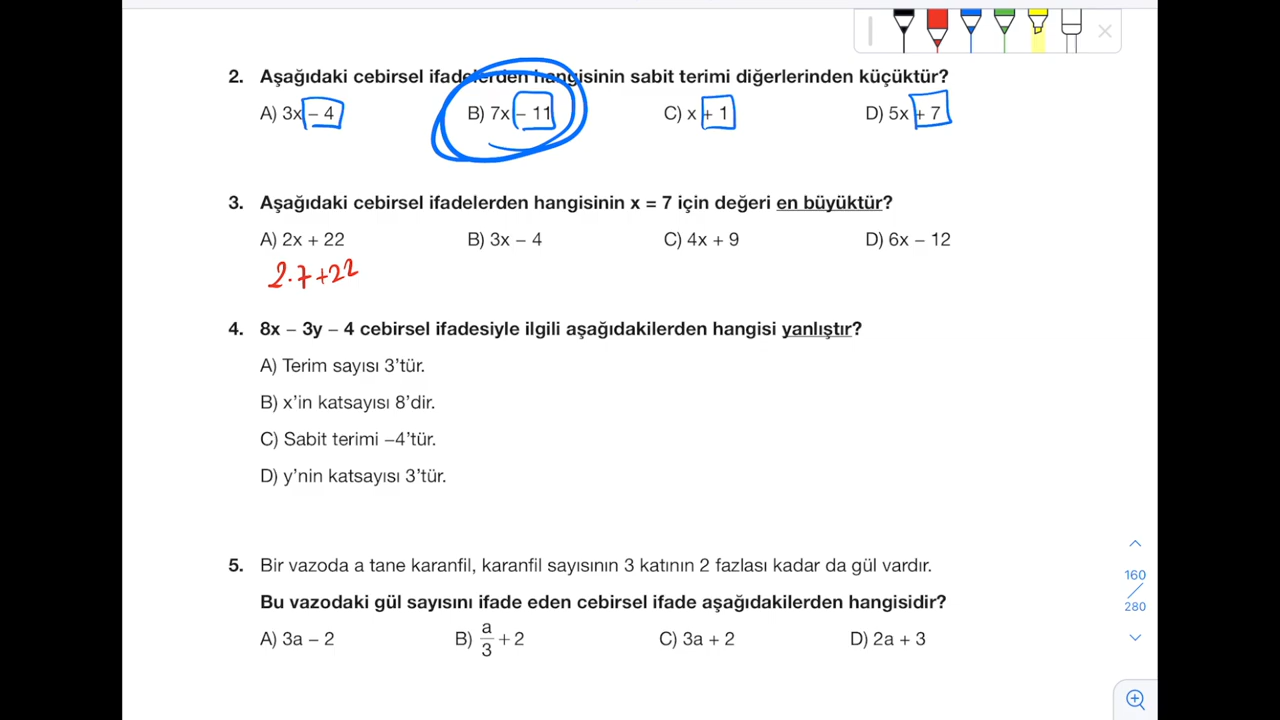 2. Aşağıdaki cebirsel ifadelerden hangisinin sabit terimi diğerlerinden küçüktür?
A) 3x – 4 B) 7x – 11 C) x + 1 D) 5x + 7
3. Aşağıdaki cebirsel ifadelerden hangisinin x = 7 için değeri en büyüktür?
A) 2x + 22 B) 3x – 4 C) 4x + 9 D) 6x – 12
2.7+22
4. 8x – 3y – 4 cebirsel ifadesiyle ilgili aşağıdakilerden hangisi yanlıştır?
A) Terim sayısı 3’tür.
B) x’in katsayısı 8’dir.
C) Sabit terimi –4’tür.
D) y’nin katsayısı 3’tür.
5. Bir vazoda a tane karanfil, karanfil sayısının 3 katının 2 fazlası kadar da gül vardır.
Bu vazodaki gül sayısını ifade eden cebirsel ifade aşağıdakilerden hangisidir?
A) 3a – 2 B) a/3 + 2 C) 3a + 2 D) 2a + 3
160
/
280